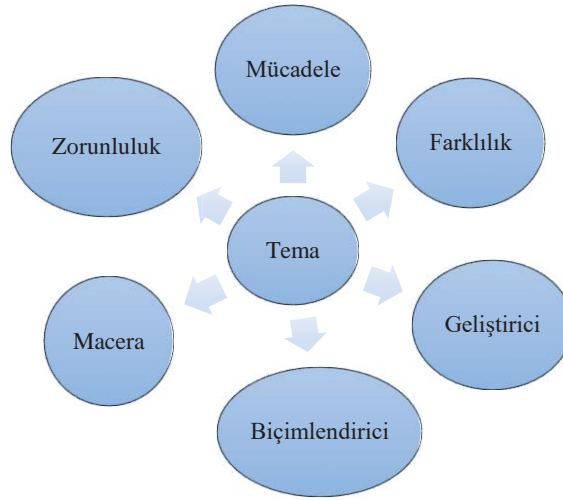 Mücadele
Zorunluluk
Farklılık
Tema
Geliştirici
Macera
Biçimlendirici